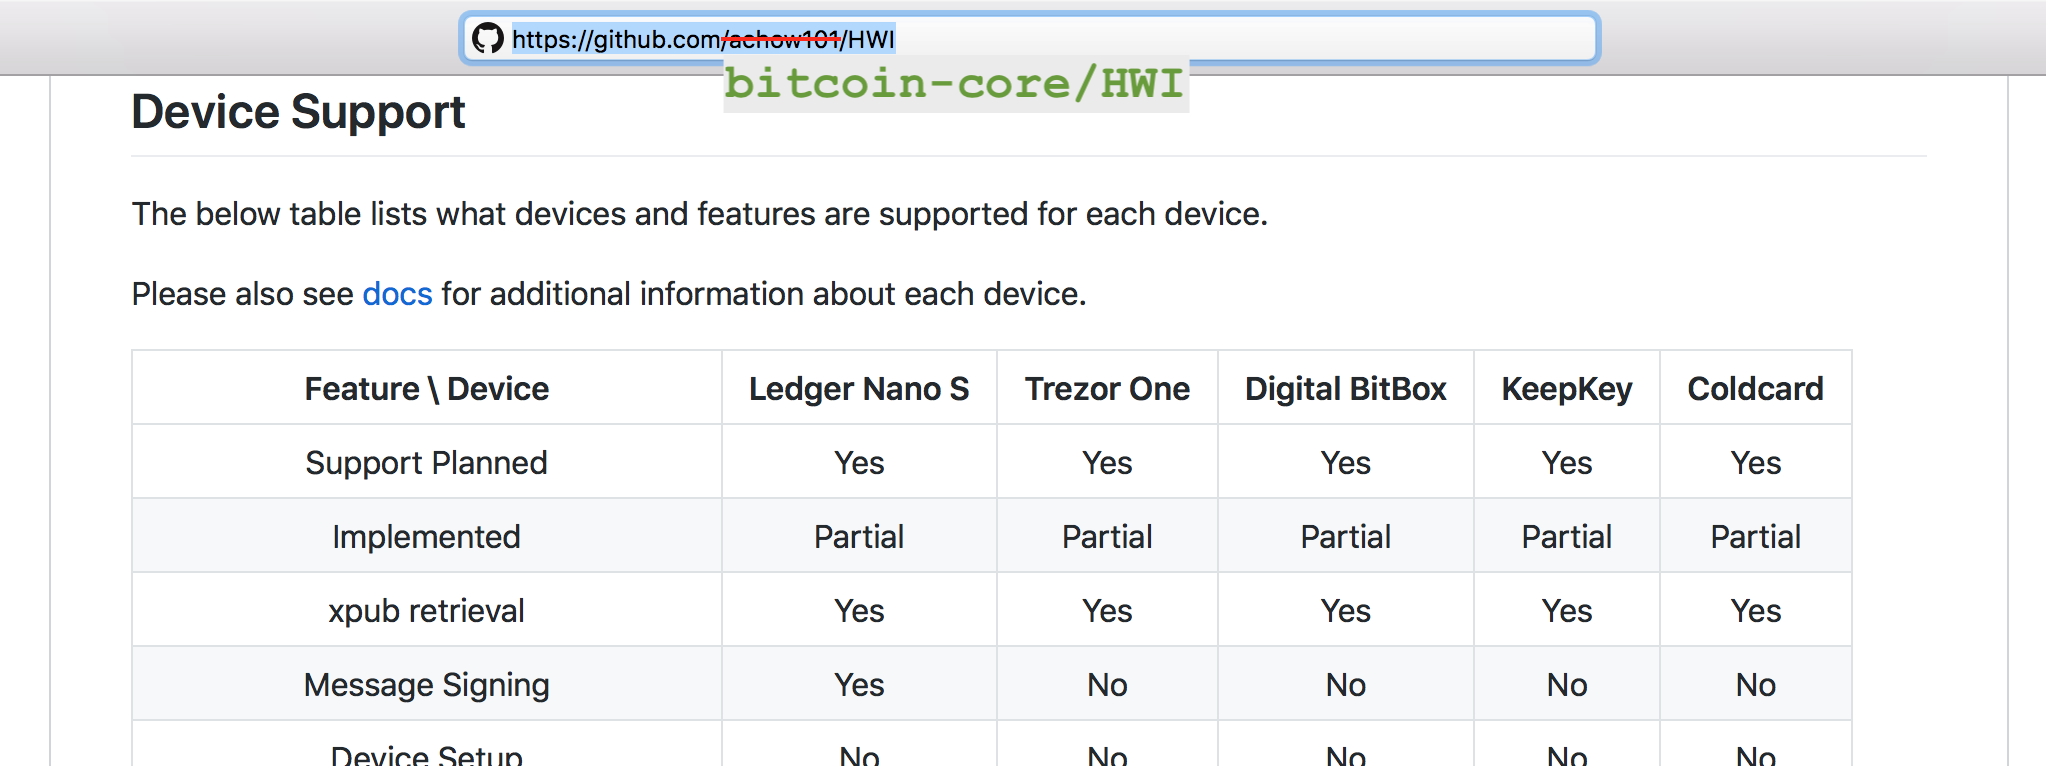 https://github.com/achow101/HWI
bitcoin-core/HWI
Device Support
The below table lists what devices and features are supported for each device.
Please also see docs for additional information about each device.
Feature \ Device Ledger Nano S Trezor One Digital BitBox KeepKey Coldcard
Support Planned Yes Yes Yes Yes Yes
Implemented Partial Partial Partial Partial Partial
xpub retrieval Yes Yes Yes Yes Yes
Message Signing Yes No No No No
Device Setup No No No No No